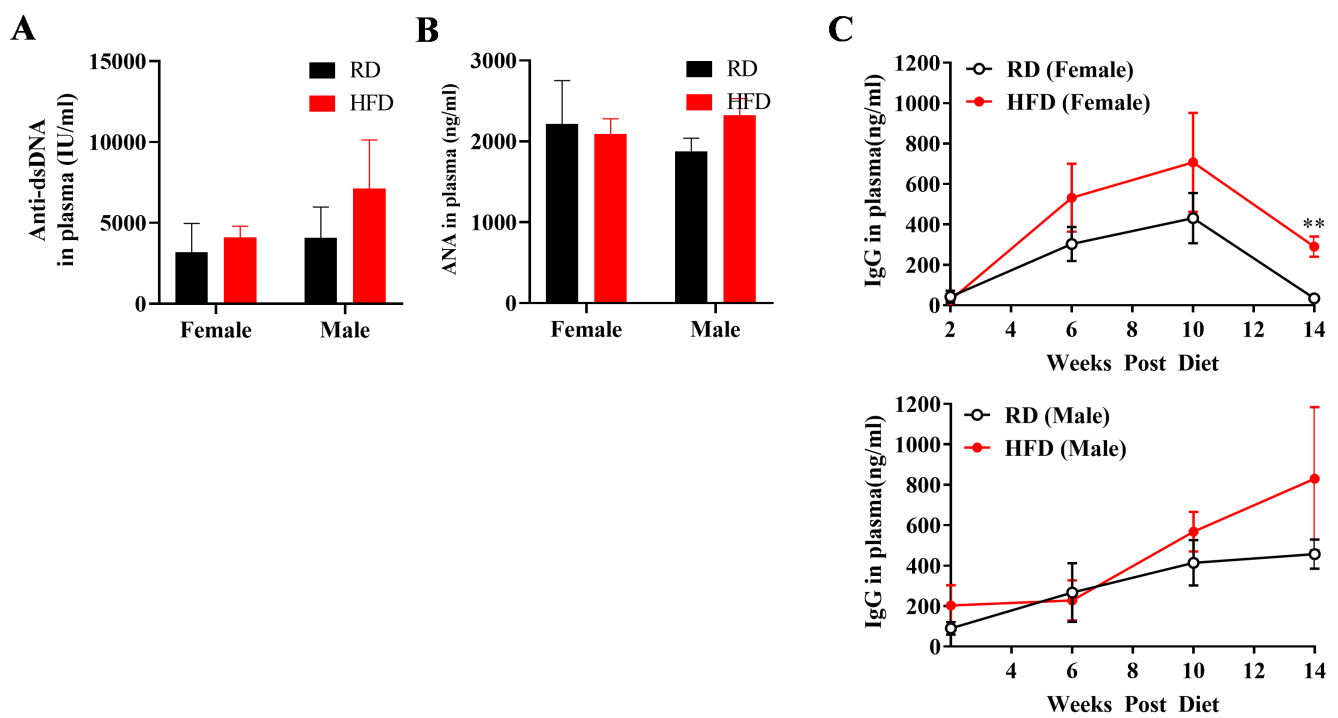 A
Anti-dsDNA
in plasma (IU/ml)
15000
10000
5000
0
RD
HFD
Female
Male
B
ANA in plasma (ng/ml)
3000
2000
1000
0
RD
HFD
Female
Male
C
IgG in plasma(ng/ml)
1200
1000
800
600
400
200
0
RD (Female)
HFD (Female)
**
2 4 6 8 10 12 14
Weeks Post Diet
IgG in plasma(ng/ml)
1200
1000
800
600
400
200
0
RD (Male)
HFD (Male)
4 6 8 10 12 14
Weeks Post Diet